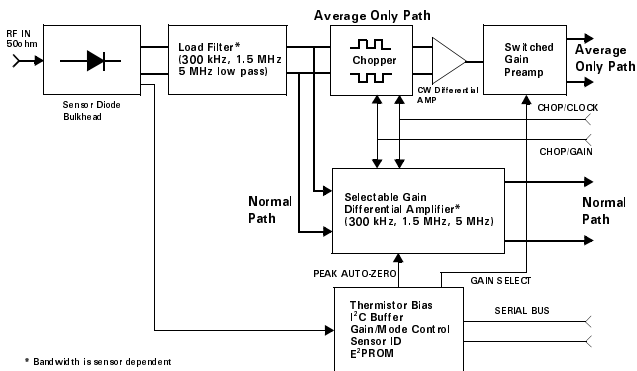 Average Only Path
RF IN
50ohm
Load Filter*
(300 kHz, 1.5 MHz
5 MHz low pass)
Chopper
Switched
Gain
Preamp
Average
Only Path
Sensor Diode
Bulkhead
CW Differential
AMP
CHOP/CLOCK
CHOP/GAIN
Normal
Path
Selectable Gain
Differential Amplifier*
(300 kHz, 1.5 MHz, 5 MHz)
Normal
Path
PEAK AUTO-ZERO
GAIN SELECT
Thermistor Bias
I²C Buffer
Gain/Mode Control
Sensor ID
E²PROM
SERIAL BUS
* Bandwidth is sensor dependent